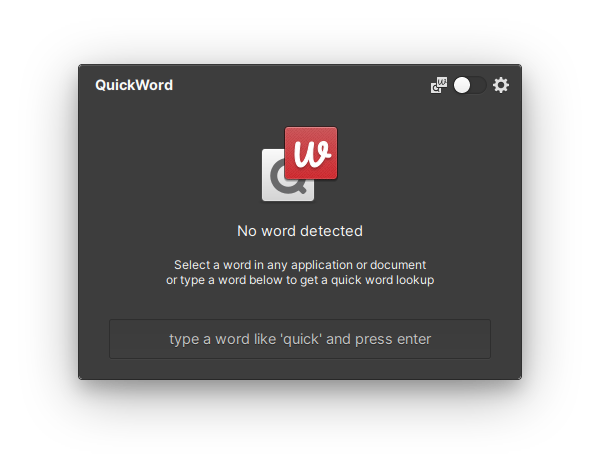 QuickWord
W
W
No word detected
Select a word in any application or document
or type a word below to get a quick word lookup
type a word like 'quick' and press enter